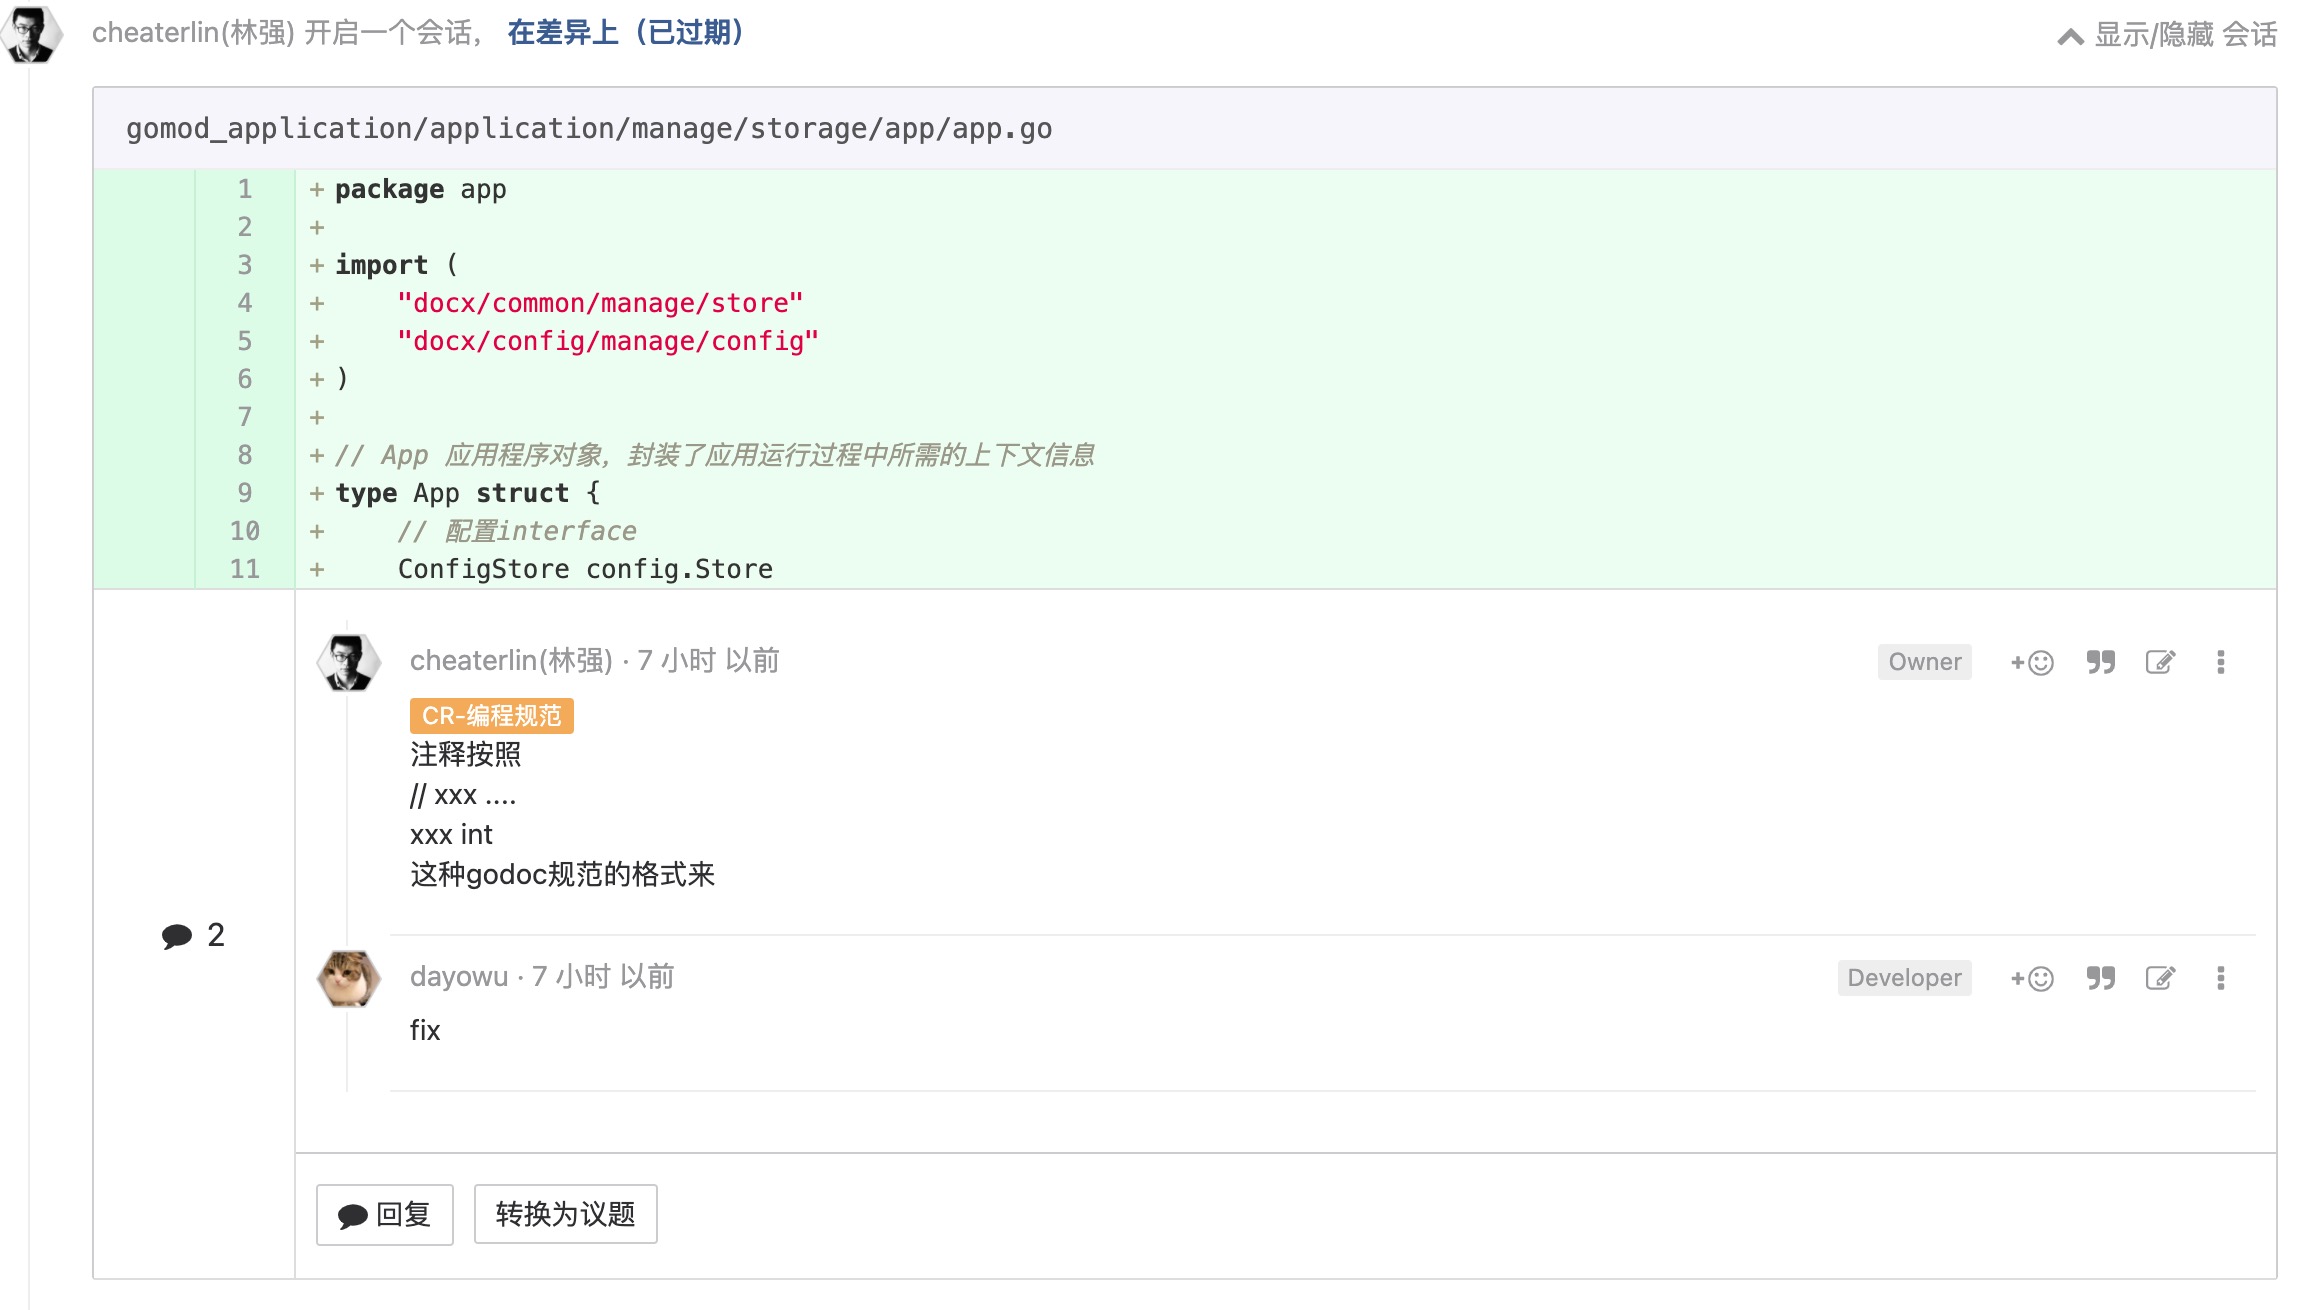 cheaterlin(林强) 开启一个会话， 在差异上（已过期）
显示/隐藏 会话
gomod_application/application/manage/storage/app/app.go
1 + package app
2 +
3 + import (
4 + "docx/common/manage/store"
5 + "docx/config/manage/config"
6 + )
7 +
8 + // App 应用程序对象，封装了应用运行过程中所需的上下文信息
9 + type App struct {
10 + // 配置interface
11 + ConfigStore config.Store
cheaterlin(林强) · 7 小时 以前
Owner
CR-编程规范
注释按照
// xxx ....
xxx int
这种godoc规范的格式来
2
dayowu · 7 小时 以前
Developer
fix
回复
转换为议题